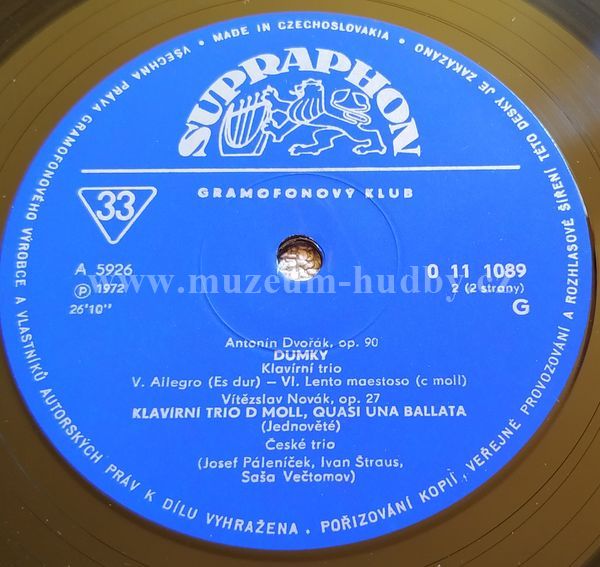 VŠECHNA PRÁVA GRAMOFONOVÉHO VÝROBCE A VLASTNÍKŮ AUTORSKÝCH PRÁV K DÍLU VYHRAŽENA. POŘIZOVÁNÍ KOPIÍ, VEŘEJNÉ PROVOZOVÁNÍ A ROZHLASOVÉ ŠÍŘENÍ TÉTO DESKY JE ZAKÁZÁNO • MADE IN CZECHOSLOVAKIA •
SUPRAPHON
GRAMOFONOVÝ KLUB
33
A 5926
0 11 1089
Ⓟ 1972
2 (2 strany)
26'10''
G
www.muzeum-hudby.
Antonín Dvořák, op. 90
DUMKY
Klavírní trio
V. Allegro (Es dur) – VI. Lento maestoso (c moll)
Vítězslav Novák, op. 27
KLAVÍRNÍ TRIO D MOLL, QUASI UNA BALLATA
(Jednověté)
České trio
(Josef Páleníček, Ivan Štraus,
Saša Večtomov)